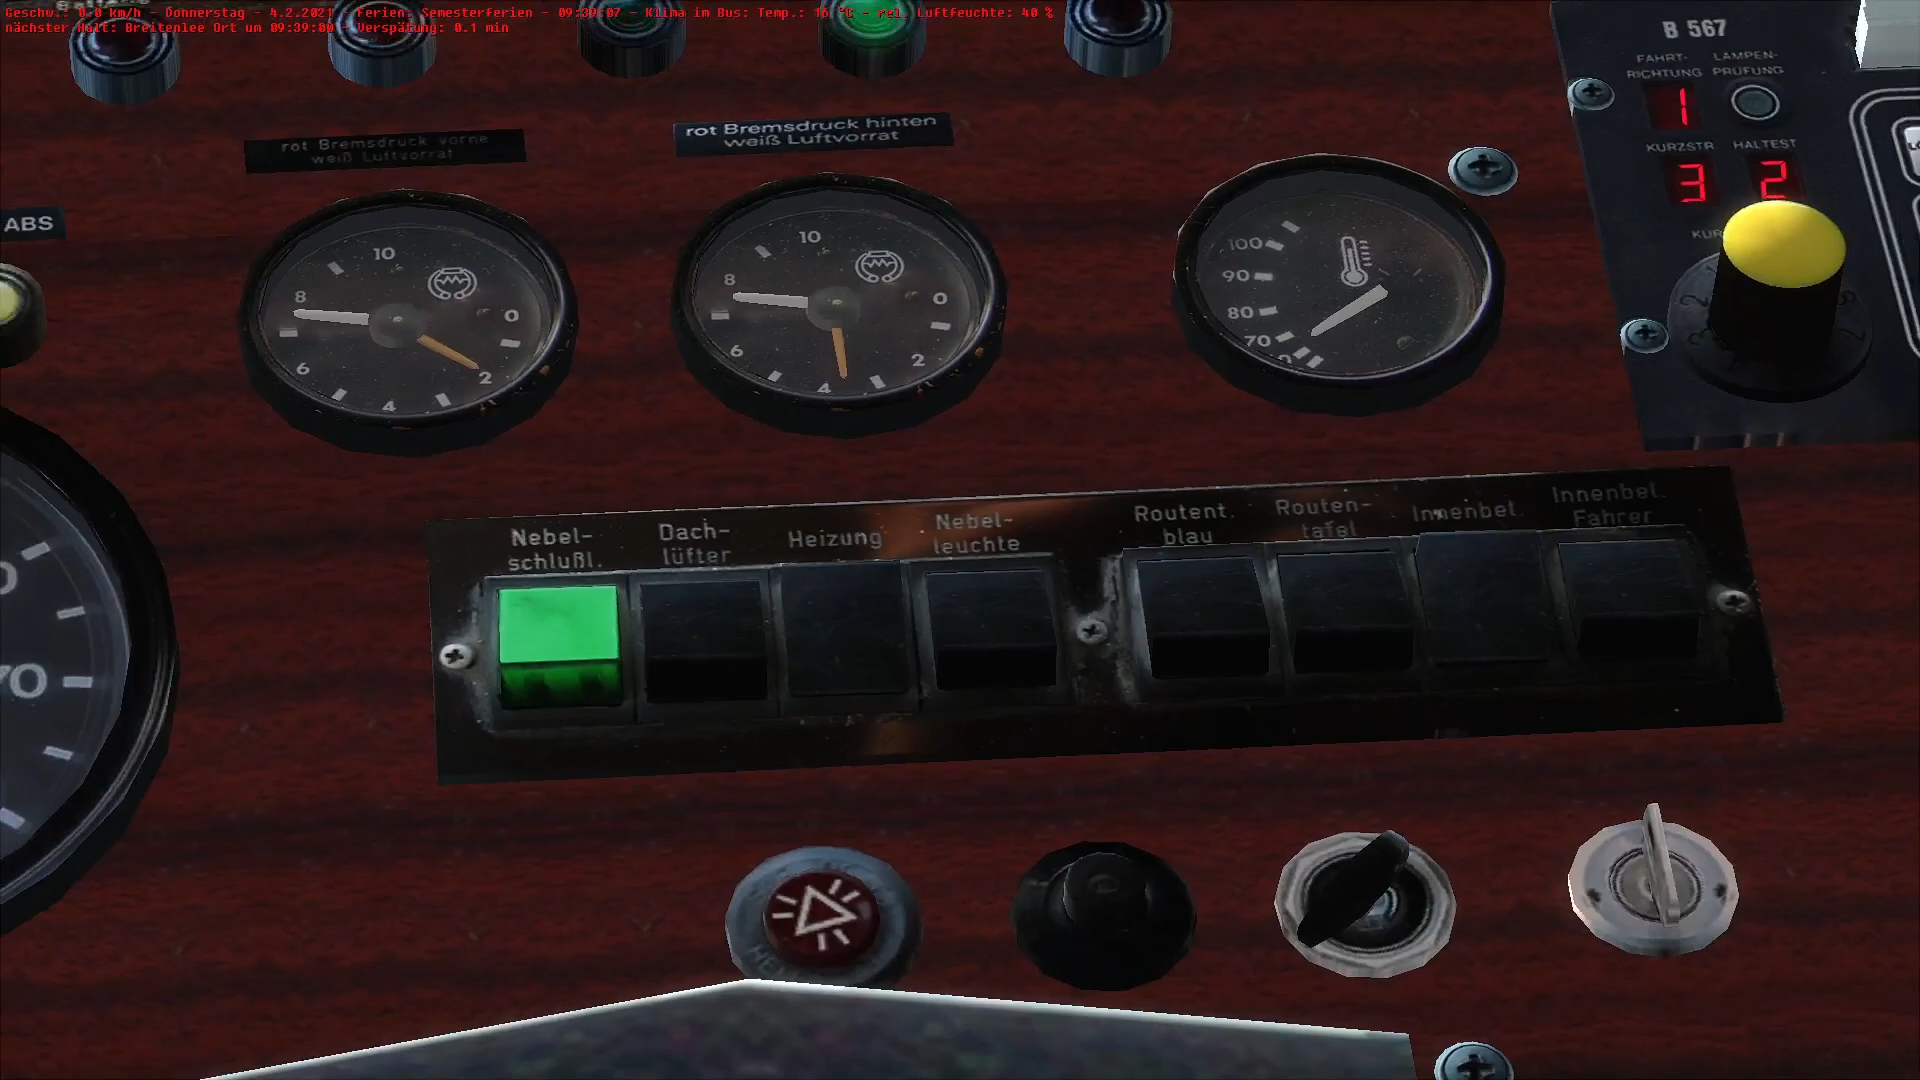 Geschw.: 0.0 km/h - Donnerstag - 4.2.2021 - Ferien: Semesterferien - 09:39:07 - Klima im Bus: Temp.: 16 °C - rel. Luftfeuchte: 40 %
nächster Halt: Breitenlee Ort um 09:39:00 - Verspätung: 0.1 min
B 567
FAHRT- LAMPEN-
RICHTUNG PRÜFUNG
1
KURZSTR HALTEST
3 2
KUR
rot Bremsdruck vorne
weiß Luftvorrat
rot Bremsdruck hinten
weiß Luftvorrat
ABS
10
8
6
4
2
0
10
8
6
4
2
0
100
90
80
70
70
Nebel-
schlußl.
Dach-
lüfter
Heizung
Nebel-
leuchte
Routent.
blau
Routen-
tafel
Innenbel.
Innenbel.
Fahrer